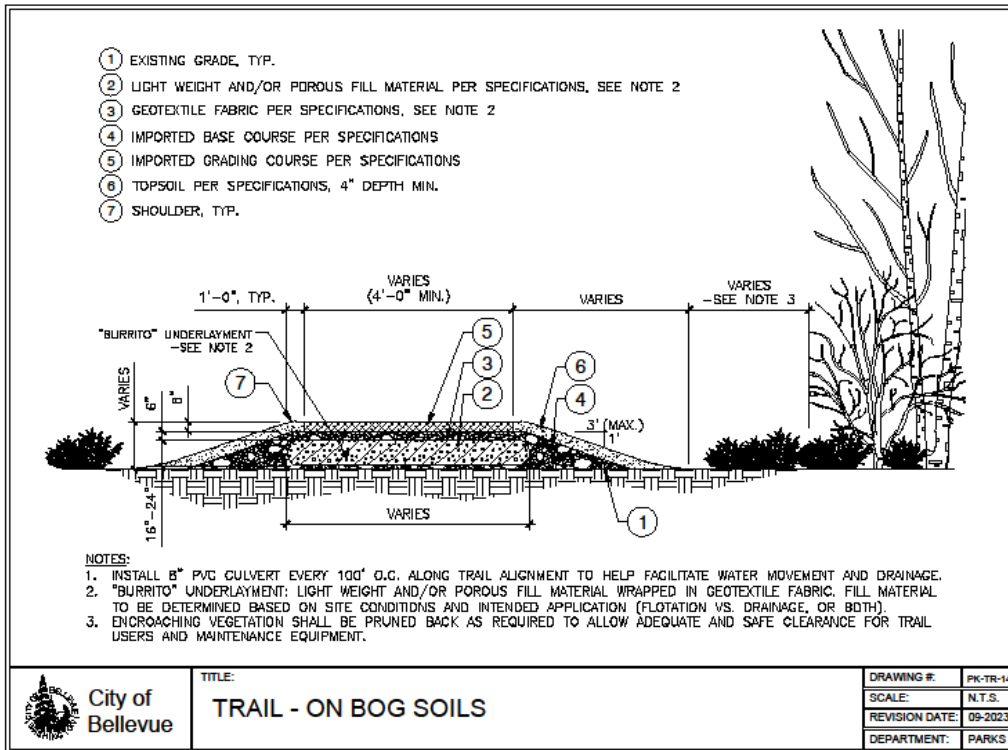 1 EXISTING GRADE, TYP.
2 LIGHT WEIGHT AND/OR POROUS FILL MATERIAL PER SPECIFICATIONS, SEE NOTE 2
3 GEOTEXTILE FABRIC PER SPECIFICATIONS, SEE NOTE 2
4 IMPORTED BASE COURSE PER SPECIFICATIONS
5 IMPORTED GRADING COURSE PER SPECIFICATIONS
6 TOPSOIL PER SPECIFICATIONS, 4" DEPTH MIN.
7 SHOULDER, TYP.
1'-0", TYP.
VARIES
(4'-0" MIN.)
VARIES
VARIES
-SEE NOTE 3
"BURRITO" UNDERLAYMENT
-SEE NOTE 2
5
3
2
6
4
7
VARIES
6"
8"
3' (MAX.)
1'
16"-24"
VARIES
1
NOTES:
1. INSTALL 8" PVC CULVERT EVERY 100' O.C. ALONG TRAIL ALIGNMENT TO HELP FACILITATE WATER MOVEMENT AND DRAINAGE.
2. "BURRITO" UNDERLAYMENT: LIGHT WEIGHT AND/OR POROUS FILL MATERIAL WRAPPED IN GEOTEXTILE FABRIC. FILL MATERIAL
TO BE DETERMINED BASED ON SITE CONDITIONS AND INTENDED APPLICATION (FLOTATION VS. DRAINAGE, OR BOTH).
3. ENCROACHING VEGETATION SHALL BE PRUNED BACK AS REQUIRED TO ALLOW ADEQUATE AND SAFE CLEARANCE FOR TRAIL
USERS AND MAINTENANCE EQUIPMENT.
City of
Bellevue
TITLE:
TRAIL - ON BOG SOILS
DRAWING #: PK-TR-14
SCALE: N.T.S.
REVISION DATE: 09-2023
DEPARTMENT: PARKS